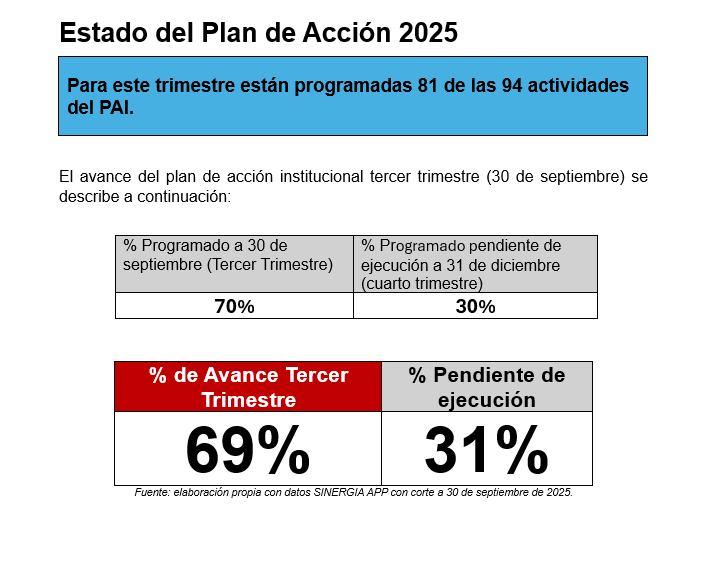 Estado del Plan de Acción 2025
Para este trimestre están programadas 81 de las 94 actividades
del PAI.
El avance del plan de acción institucional tercer trimestre (30 de septiembre) se
describe a continuación:
% Programado a 30 de
septiembre (Tercer Trimestre)
% Programado pendiente de
ejecución a 31 de diciembre
(cuarto trimestre)
70%
30%
% de Avance Tercer
Trimestre
% Pendiente de
ejecución
69%
31%
Fuente: elaboración propia con datos SINERGIA APP con corte a 30 de septiembre de 2025.